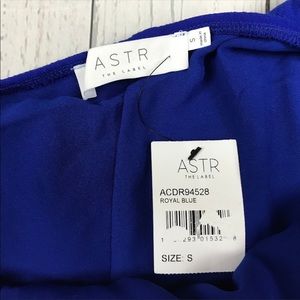 ASTR
THE LABEL
S
ASTR
THE LABEL
ACDR94528
ROYAL BLUE
SIZE: S